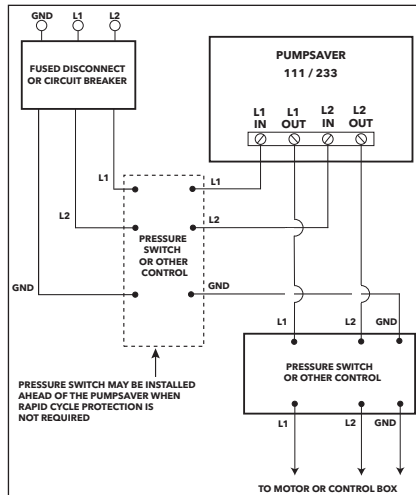 GND L1 L2
FUSED DISCONNECT
OR CIRCUIT BREAKER
PUMPSAVER
111 / 233
L1 L1 L2 L2
IN OUT IN OUT
L1 L1
L2 L2
PRESSURE
SWITCH
OR OTHER
CONTROL
GND GND
L1 L2 GND
PRESSURE SWITCH
OR OTHER CONTROL
PRESSURE SWITCH MAY BE INSTALLED
AHEAD OF THE PUMPSAVER WHEN
RAPID CYCLE PROTECTION IS
NOT REQUIRED
L1 L2 GND
TO MOTOR OR CONTROL BOX